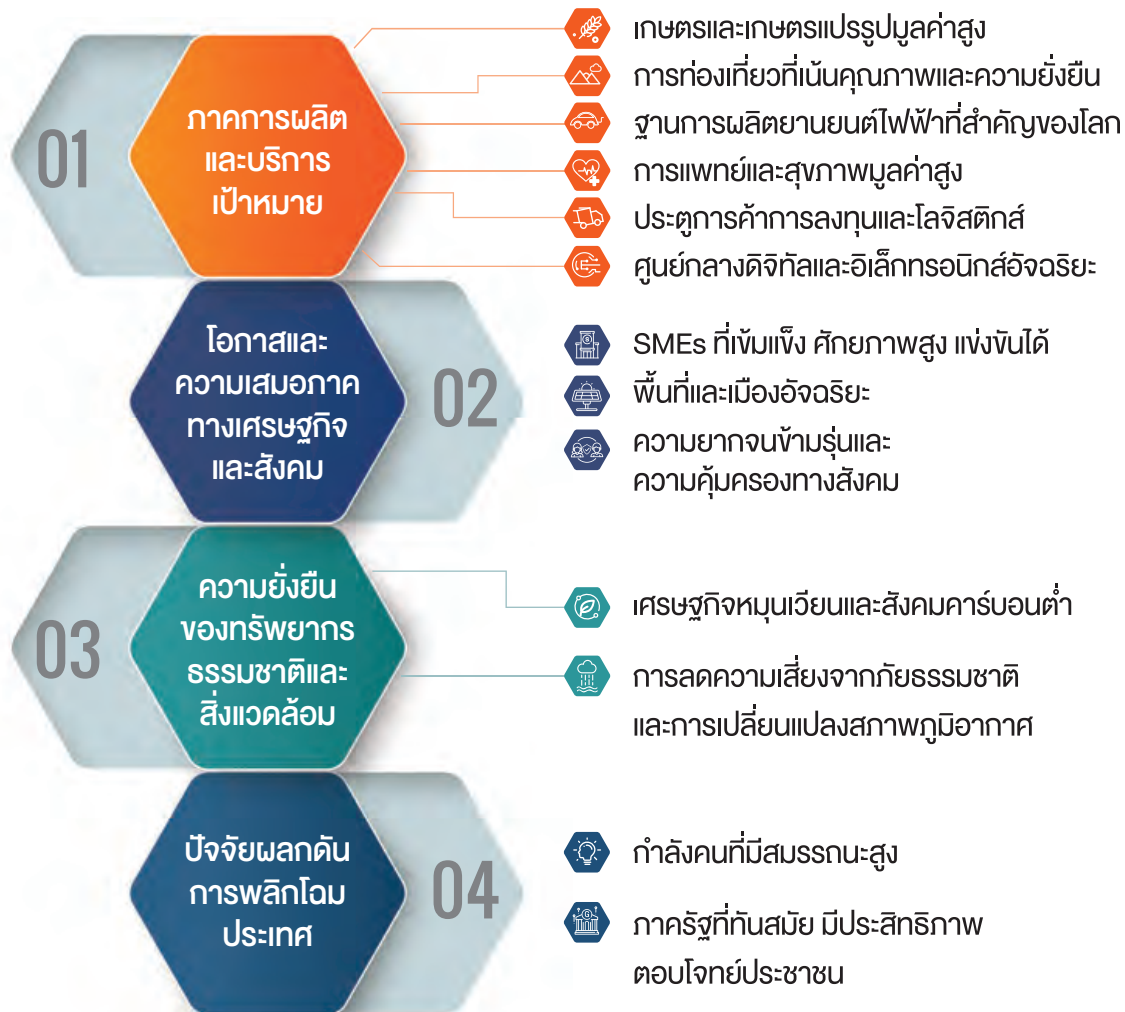 01
ภาคการผลิต
และบริการ
เป้าหมาย
เกษตรและเกษตรแปรรูปมูลค่าสูง
การท่องเที่ยวที่เน้นคุณภาพและความยั่งยืน
ฐานการผลิตยานยนต์ไฟฟ้าที่สำคัญของโลก
การแพทย์และสุขภาพมูลค่าสูง
ประตูการค้าการลงทุนและโลจิสติกส์
ศูนย์กลางดิจิทัลและอิเล็กทรอนิกส์อัจฉริยะ
โอกาสและ
ความเสมอภาค
ทางเศรษฐกิจ
และสังคม
02
SMEs ที่เข้มแข็ง ศักยภาพสูง แข่งขันได้
พื้นที่และเมืองอัจฉริยะ
ความยากจนข้ามรุ่นและ
ความคุ้มครองทางสังคม
03
ความยั่งยืน
ของทรัพยากร
ธรรมชาติและ
สิ่งแวดล้อม
เศรษฐกิจหมุนเวียนและสังคมคาร์บอนต่ำ
การลดความเสี่ยงจากภัยธรรมชาติ
และการเปลี่ยนแปลงสภาพภูมิอากาศ
ปัจจัยผลกดัน
การพลิกโฉม
ประเทศ
04
กำลังคนที่มีสมรรถนะสูง
ภาครัฐที่ทันสมัย มีประสิทธิภาพ
ตอบโจทย์ประชาชน